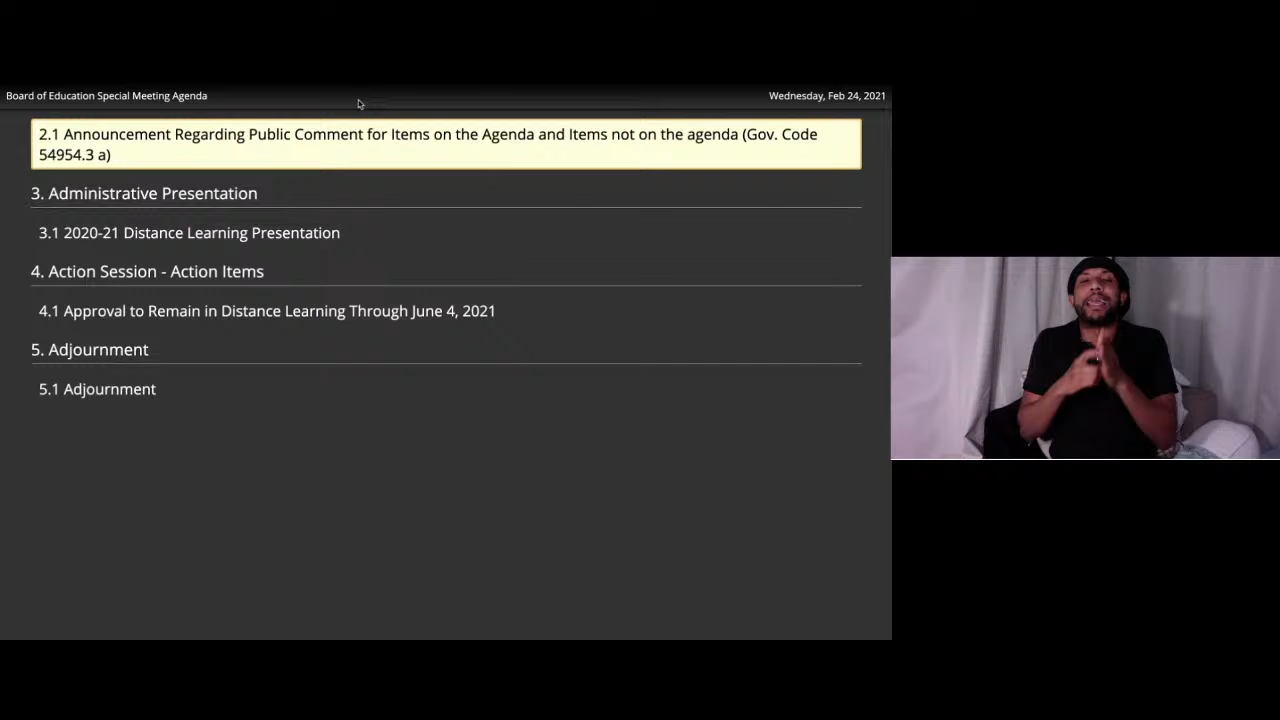 Board of Education Special Meeting Agenda
Wednesday, Feb 24, 2021
2.1 Announcement Regarding Public Comment for Items on the Agenda and Items not on the agenda (Gov. Code
54954.3 a)
3. Administrative Presentation
3.1 2020-21 Distance Learning Presentation
4. Action Session - Action Items
4.1 Approval to Remain in Distance Learning Through June 4, 2021
5. Adjournment
5.1 Adjournment